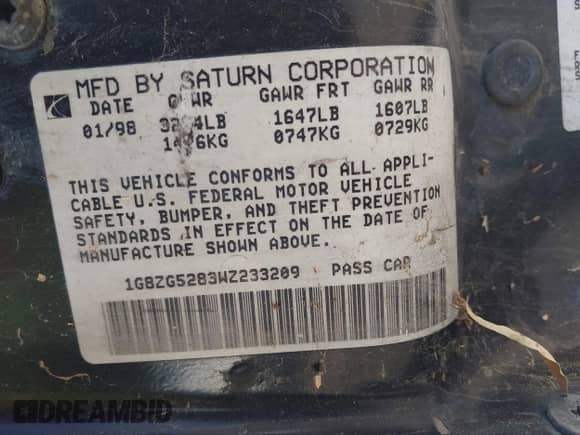 MFD BY SATURN CORPORATION
DATE GAWR FRT GAWR RR
01/98 1647LB 1607LB
0747KG 0729KG
THIS VEHICLE CONFORMS TO ALL APPLI-
CABLE U.S. FEDERAL MOTOR VEHICLE
SAFETY, BUMPER, AND THEFT PREVENTION
STANDARDS IN EFFECT ON THE DATE OF
MANUFACTURE SHOWN ABOVE.
1G8ZG5283WZ233209 PASS CAR
DREAMBID